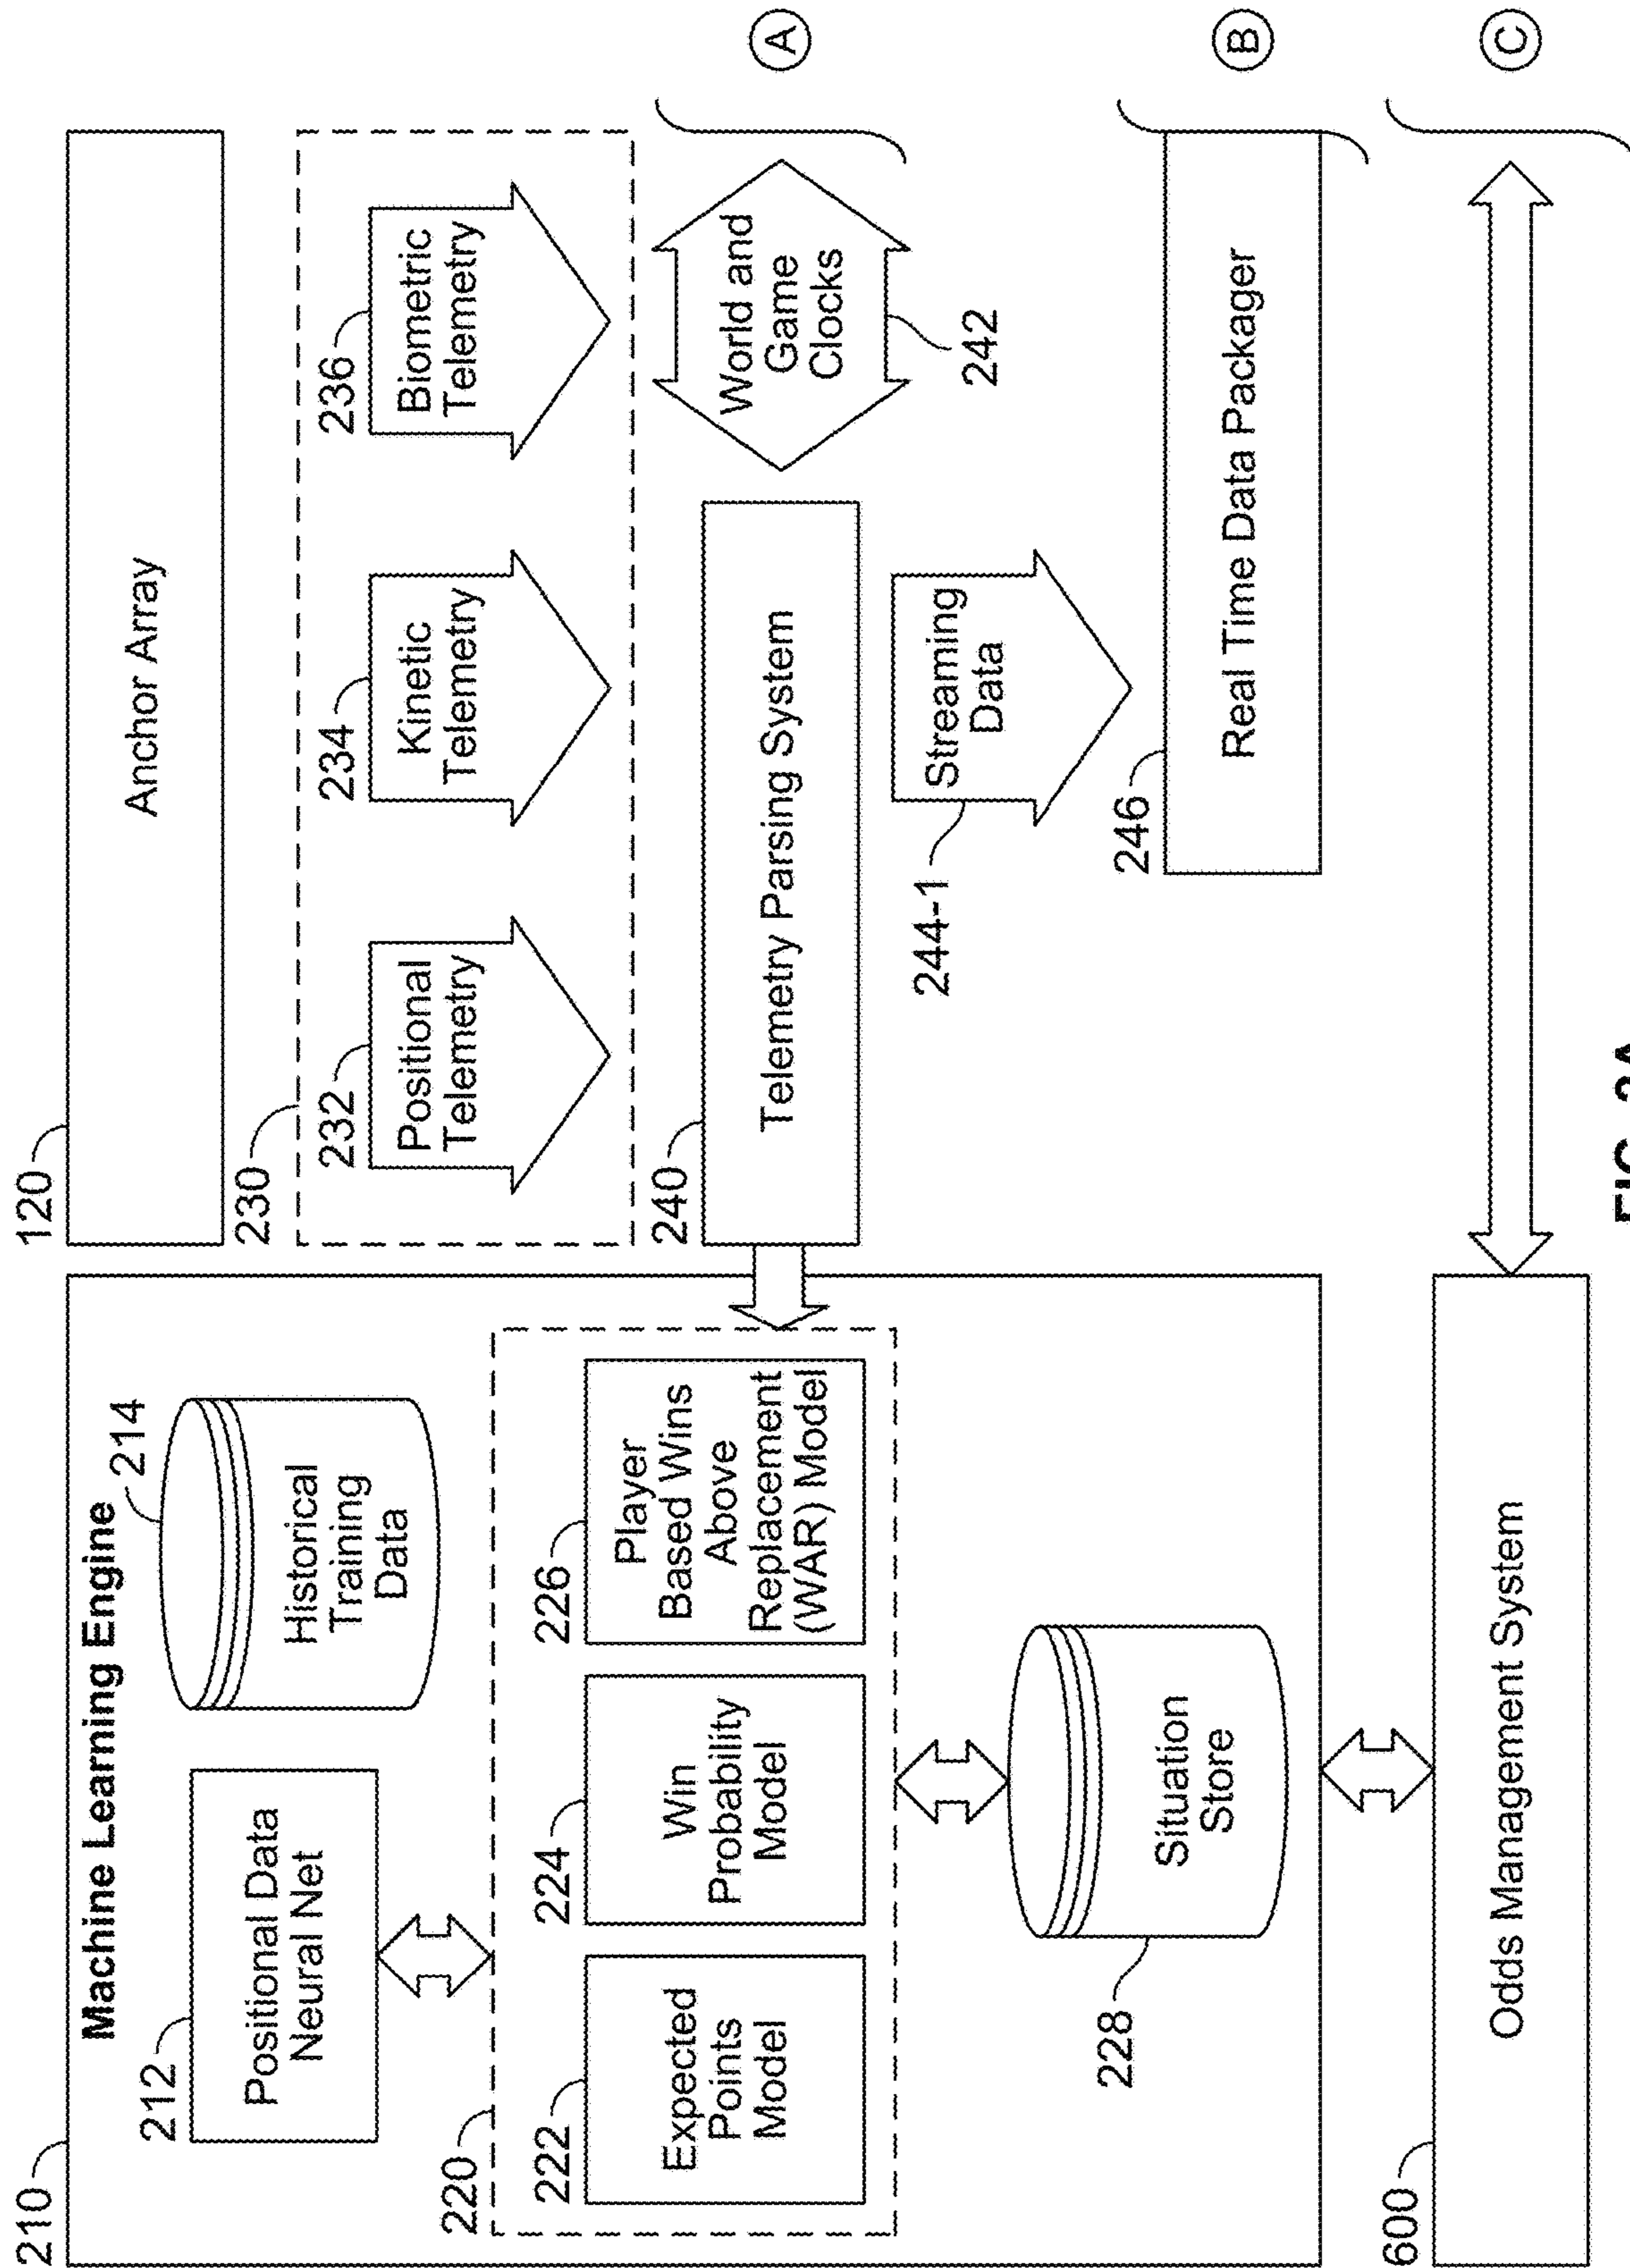 210
Machine Learning Engine
212
Positional Data
Neural Net
214
Historical
Training
Data
220
222
Expected
Points
Model
224
Win
Probability
Model
226
Player
Based Wins
Above
Replacement
(WAR) Model
228
Situation
Store
600
Odds Management System
120
Anchor Array
230
232
Positional
Telemetry
234
Kinetic
Telemetry
236
Biometric
Telemetry
240
Telemetry Parsing System
World and
Game
Clocks
242
A
244-1
Streaming
Data
246
Real Time Data Packager
B
C